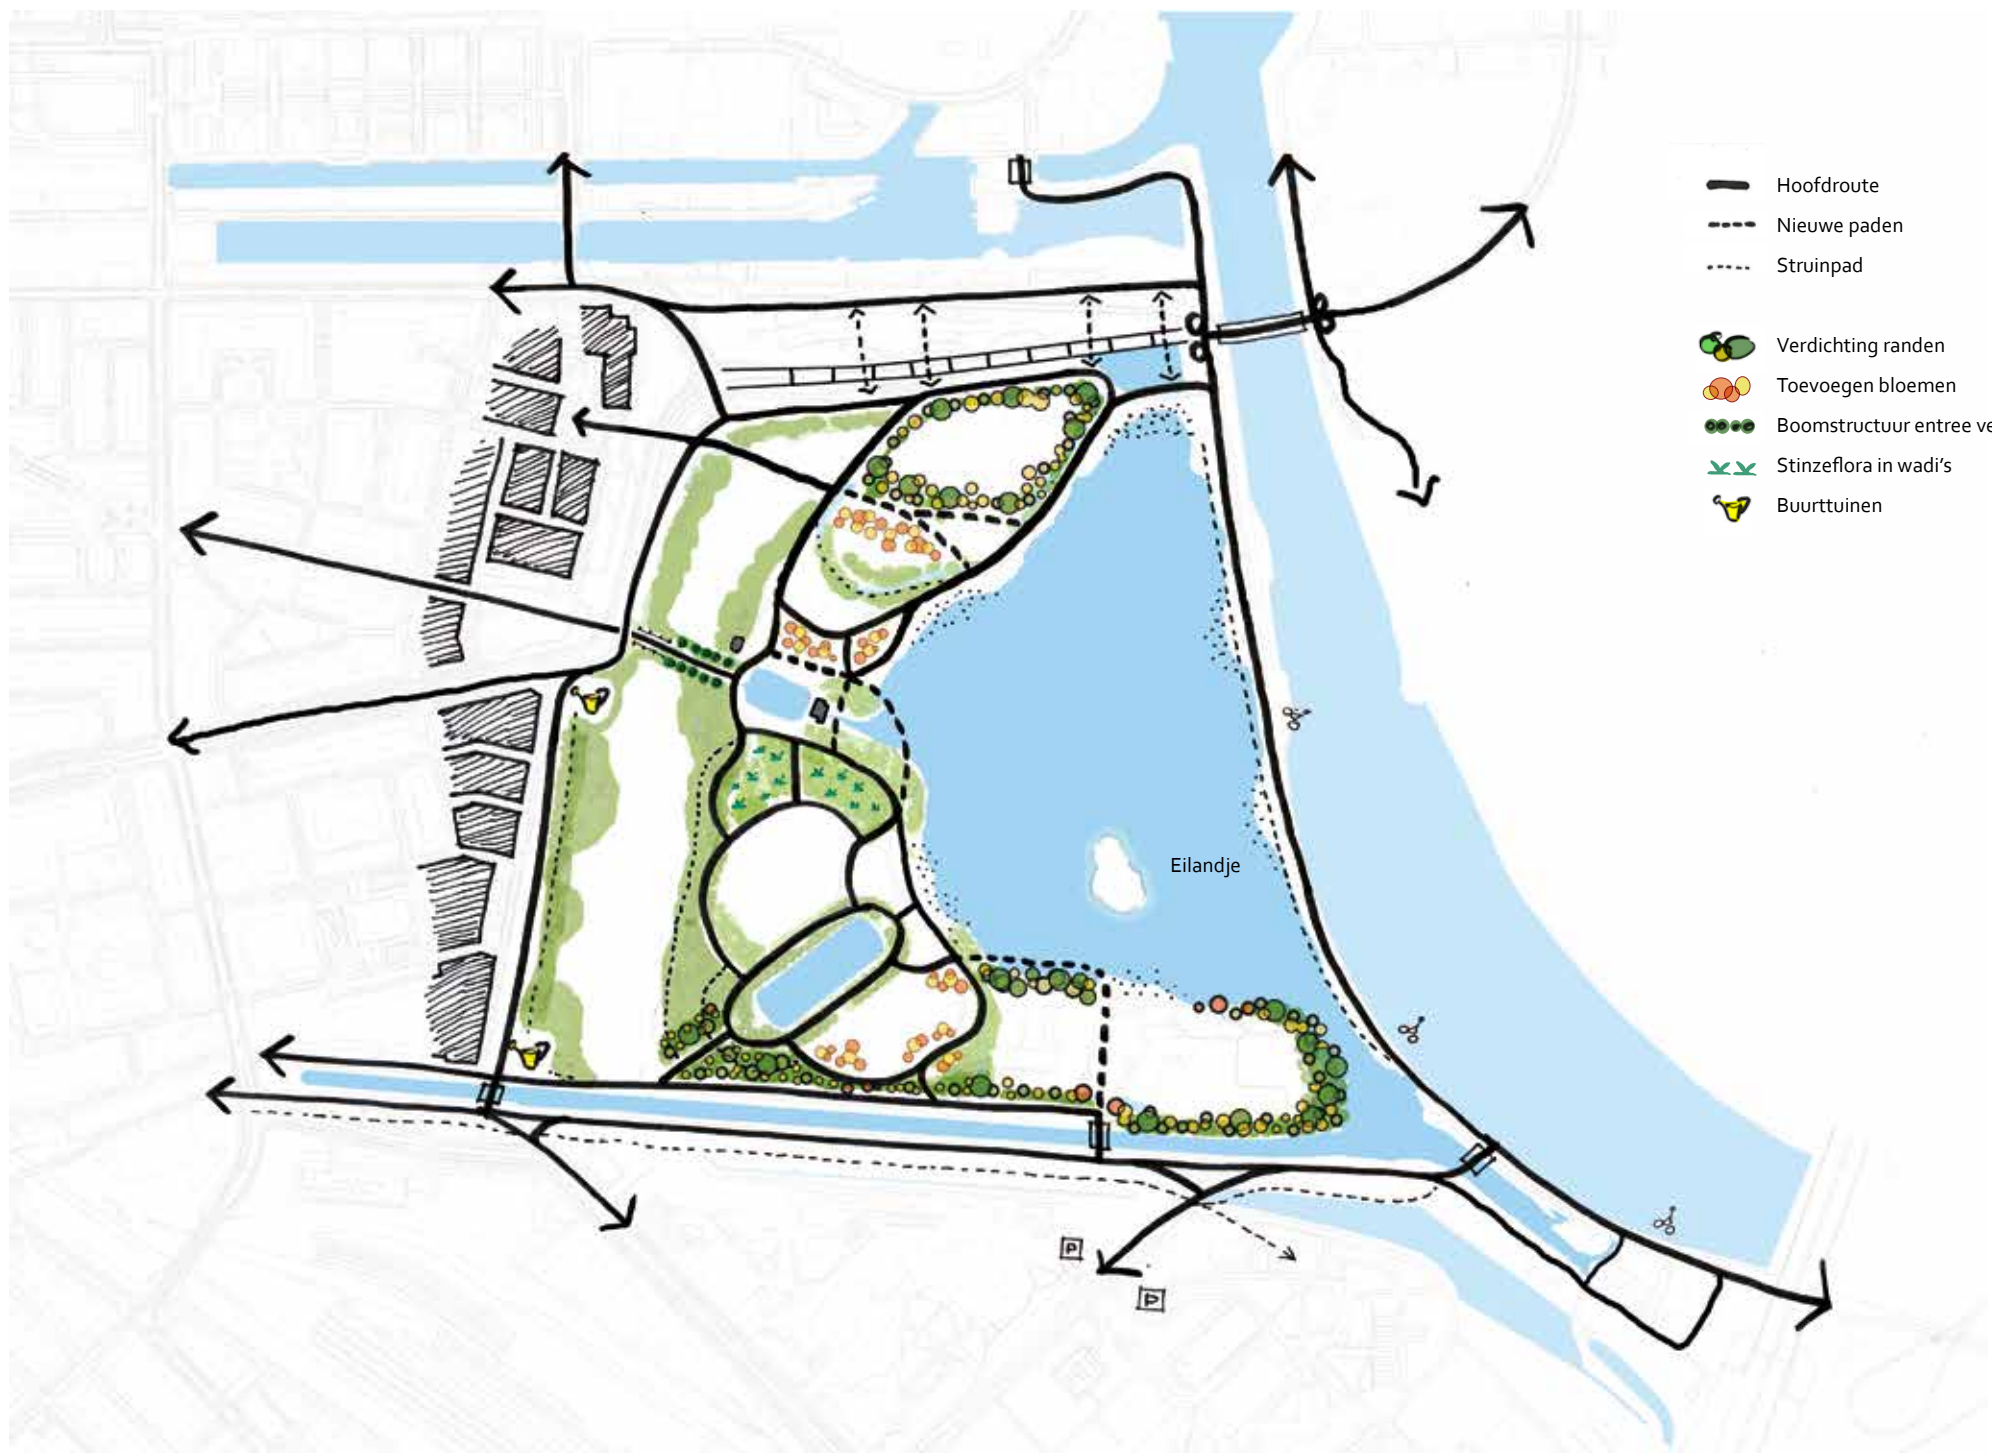 Hoofdroute
Nieuwe paden
Struinpad
Verdichting randen
Toevoegen bloemen
Boomstructuur entree ve
Stinzeflora in wadi's
Buurttuinen
Eilandje
P
P